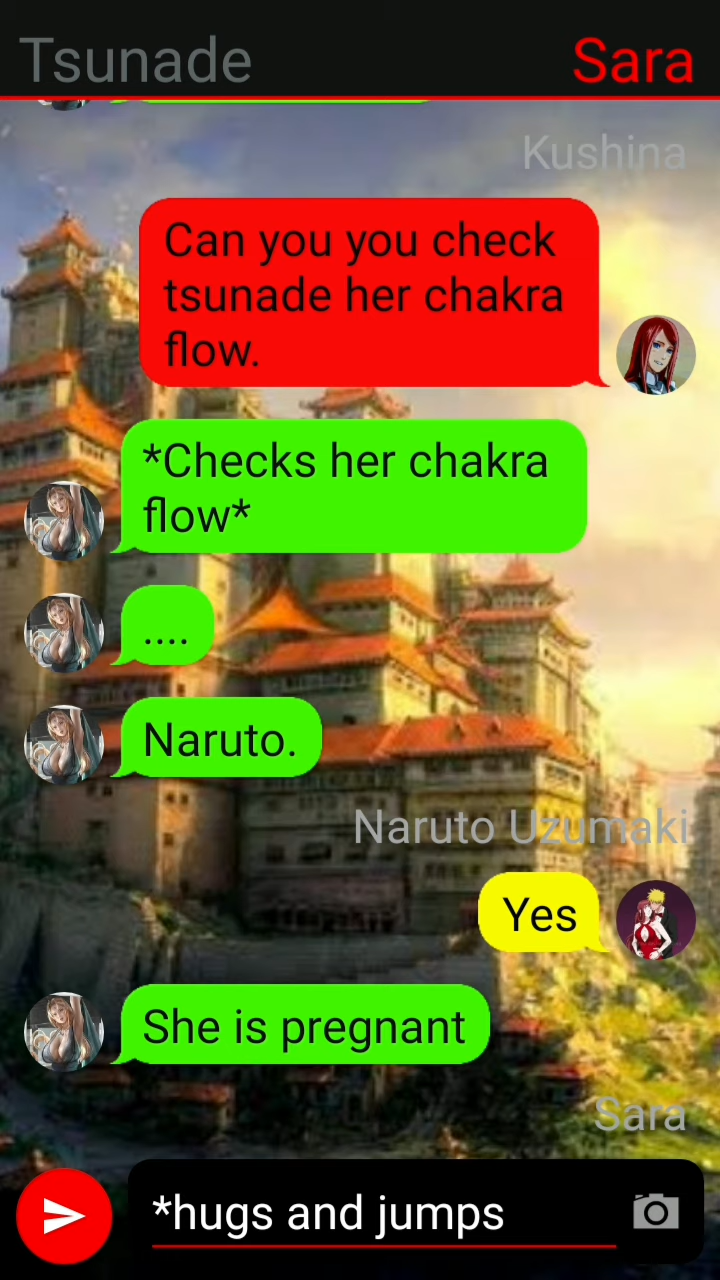 Tsunade
Sara
Kushina
Can you you check
tsunade her chakra
flow.
*Checks her chakra
flow*
....
Naruto.
Naruto Uzumaki
Yes
She is pregnant
Sara
*hugs and jumps